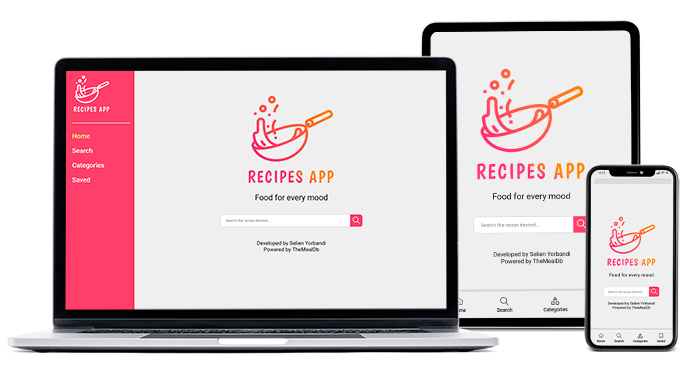 RECIPES APP
Home
Search
Categories
Saved
RECIPES APP
Food for every mood
Search the recipe desired...
Developed by Selien Yorbandi
Powered by TheMealDb
RECIPES APP
Food for every mood
Search the recipe desired...
Developed by Selien Yorbandi
Powered by TheMealDb
me
Search
Categories
RECIPES APP
Food for every mood
Search the recipe desired...
Developed by Selien Yorbandi
Powered by TheMealDb
Home
Search
Categories
Saved